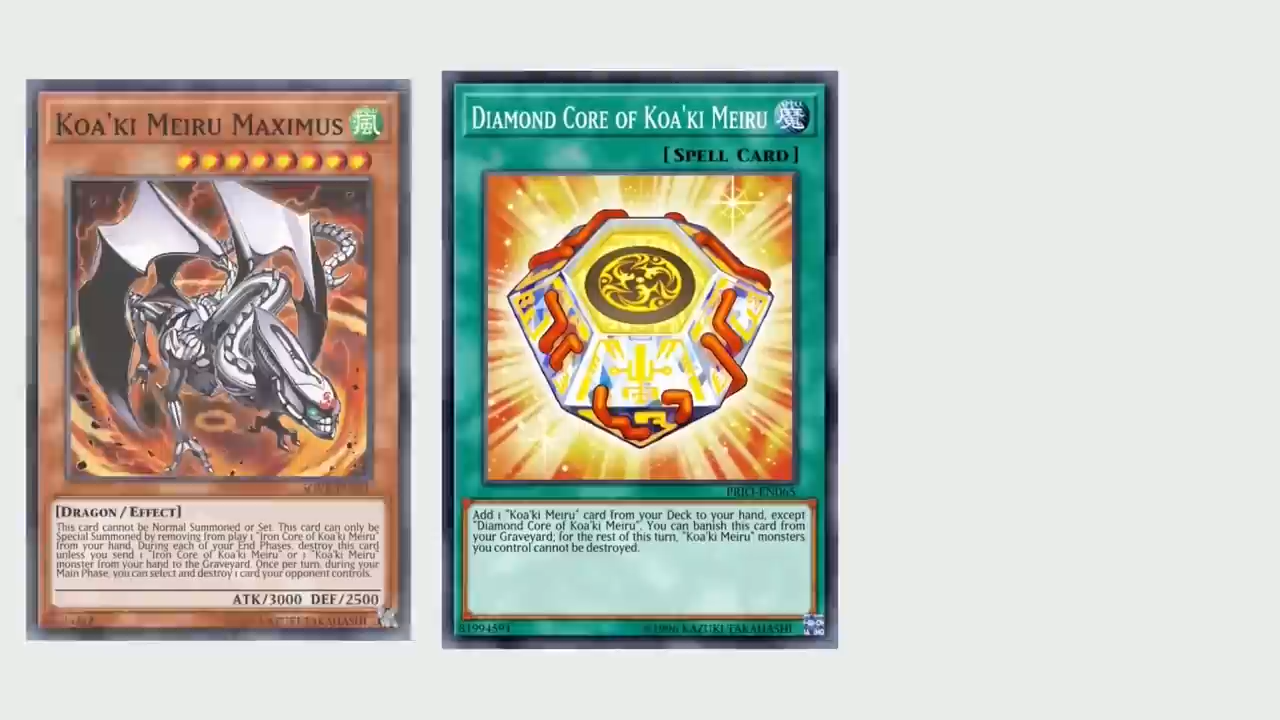 KOA'KI MEIRU MAXIMUS
[DRAGON / EFFECT]
This card cannot be Normal Summoned or Set. This card can only be
Special Summoned by removing from play 1 "Iron Core of Koa'ki Meiru"
from your hand. During each of your End Phases, destroy this card
unless you send 1 "Iron Core of Koa'ki Meiru" or 1 "Koa'ki Meiru"
monster from your hand to the Graveyard. Once per turn, during your
Main Phase, you can select and destroy 1 card your opponent controls.
ATK/3000 DEF/2500
KAZUKI TAKAHASHI
DIAMOND CORE OF KOA'KI MEIRU
魔
[SPELL CARD]
PRIO-EN065
Add 1 "Koa'ki Meiru" card from your Deck to your hand, except
"Diamond Core of Koa'ki Meiru". You can banish this card from
your Graveyard; for the rest of this turn, "Koa'ki Meiru" monsters
you control cannot be destroyed.
©1996 KAZUKI TAKAHASHI